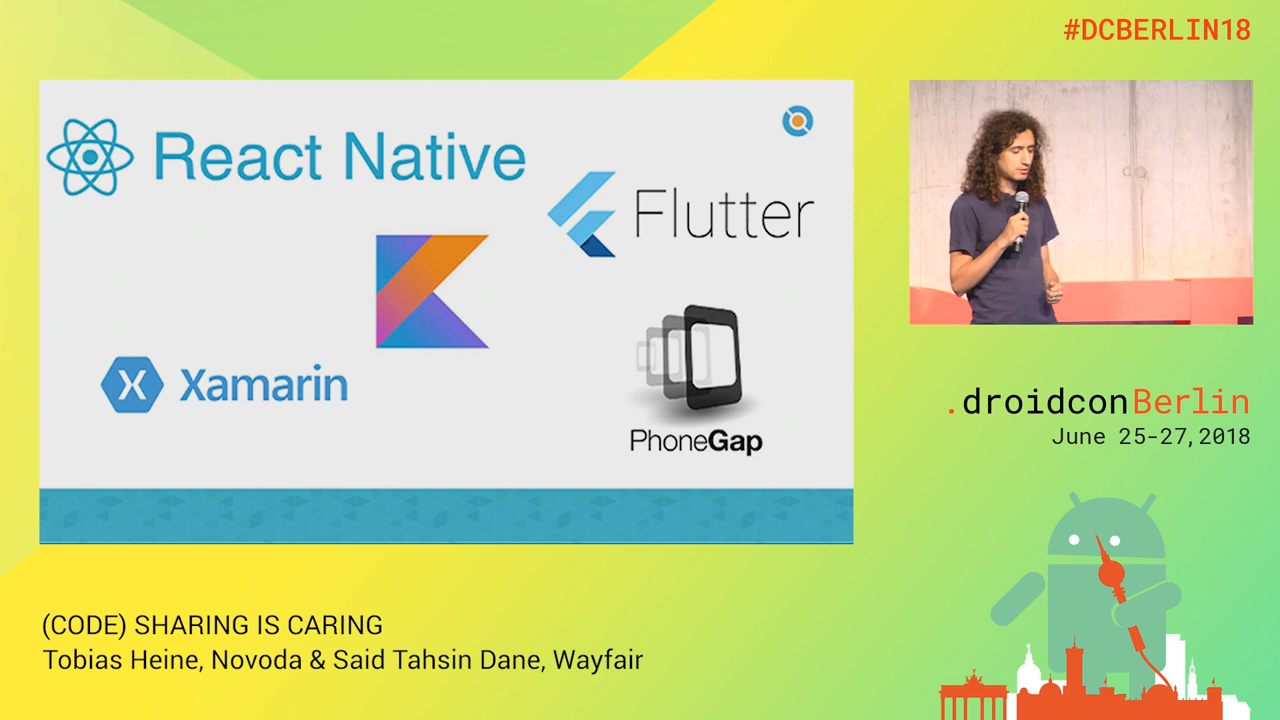 #DCBERLIN18
React Native
Flutter
Xamarin
PhoneGap
.droidconBerlin
June 25-27, 2018
(CODE) SHARING IS CARING
Tobias Heine, Novoda & Said Tahsin Dane, Wayfair